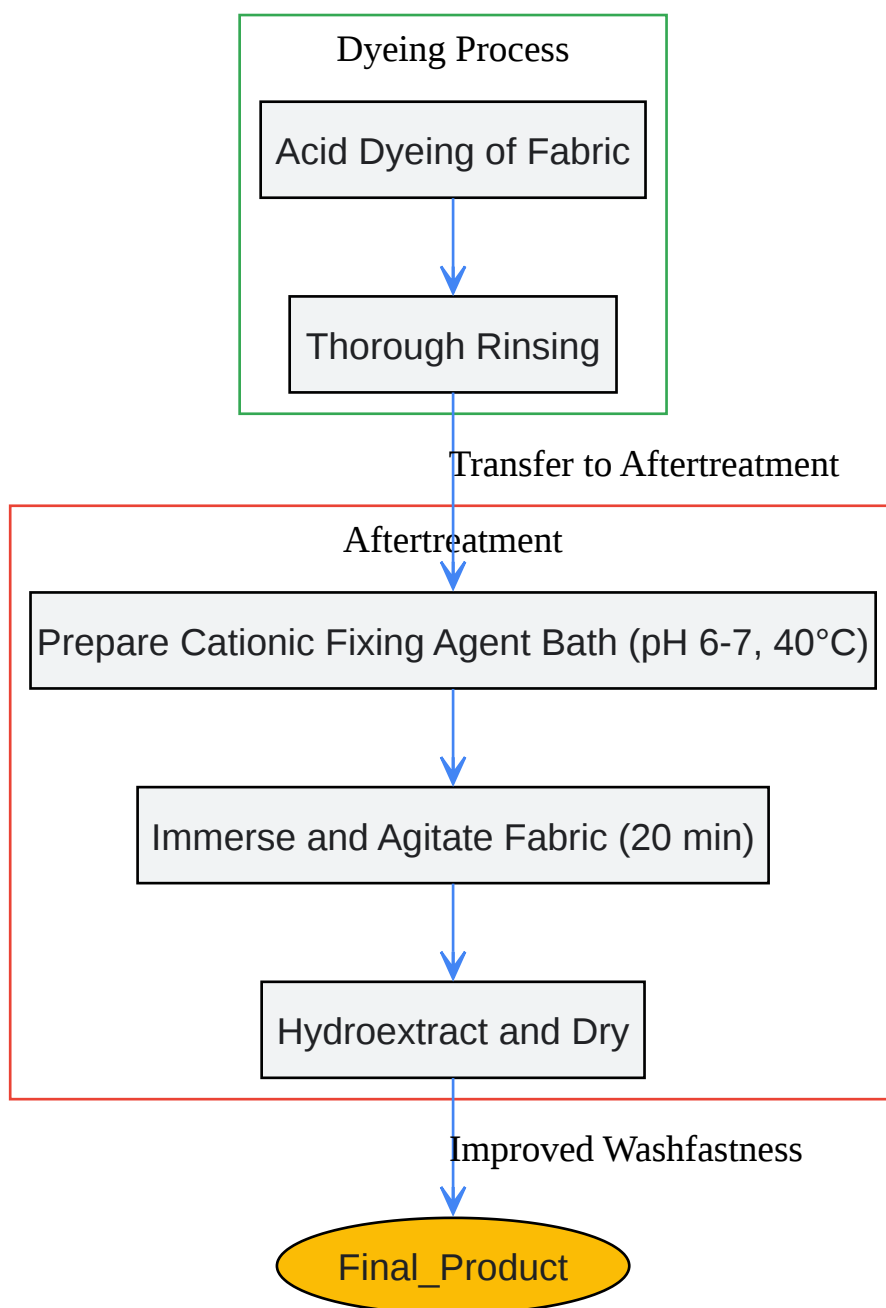 Dyeing Process
Acid Dyeing of Fabric
Thorough Rinsing
Transfer to Aftertreatment
Aftertreatment
Prepare Cationic Fixing Agent Bath (pH 6-7, 40°C)
Immerse and Agitate Fabric (20 min)
Hydroextract and Dry
Improved Washfastness
Final_Product